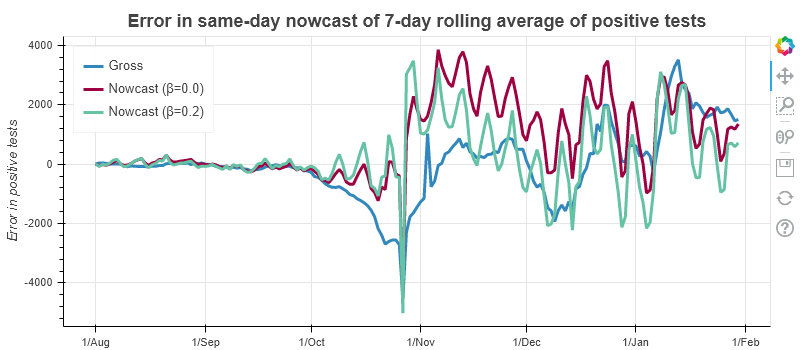 Error in same-day nowcast of 7-day rolling average of positive tests
Error in positive tests
4000
2000
0
-2000
-4000
Gross
Nowcast (β=0.0)
Nowcast (β=0.2)
1/Aug
1/Sep
1/Oct
1/Nov
1/Dec
1/Jan
1/Feb